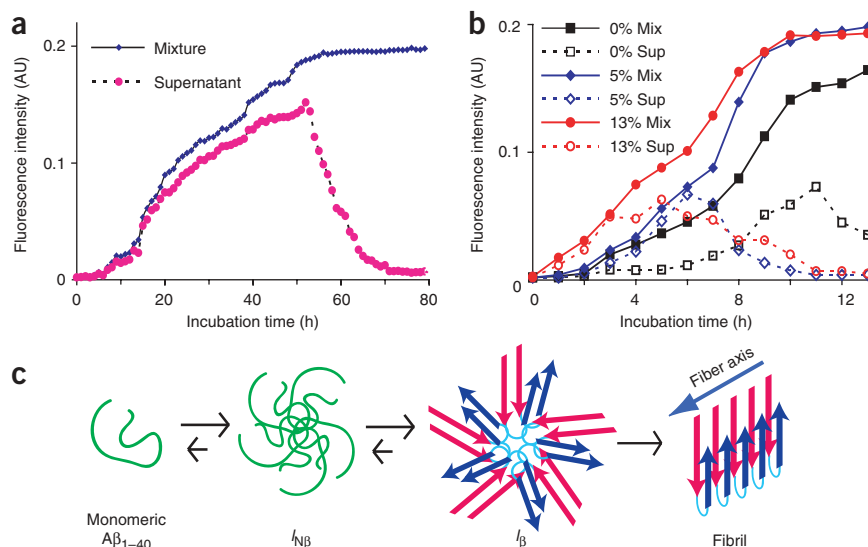 a
0.2
0.1
0
Fluorescence intensity (AU)
Mixture
Supernatant
0 20 40 60 80
Incubation time (h)
b
0.2
0.1
0
Fluorescence intensity (AU)
0% Mix
0% Sup
5% Mix
5% Sup
13% Mix
13% Sup
0 4 8 12
Incubation time (h)
c
Monomeric
Aβ1–40
INβ
Iβ
Fiber axis
Fibril